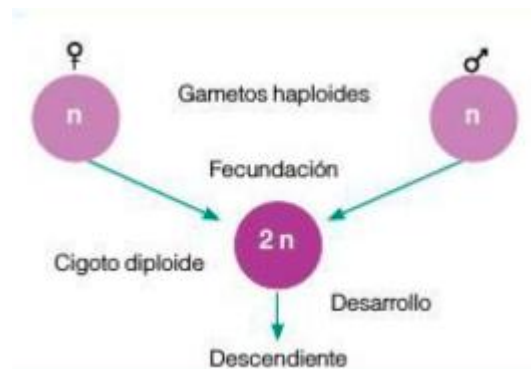 ♀ ♂
Gametos haploides
n n
Fecundación
2 n
Cigoto diploide
Desarrollo
Descendiente